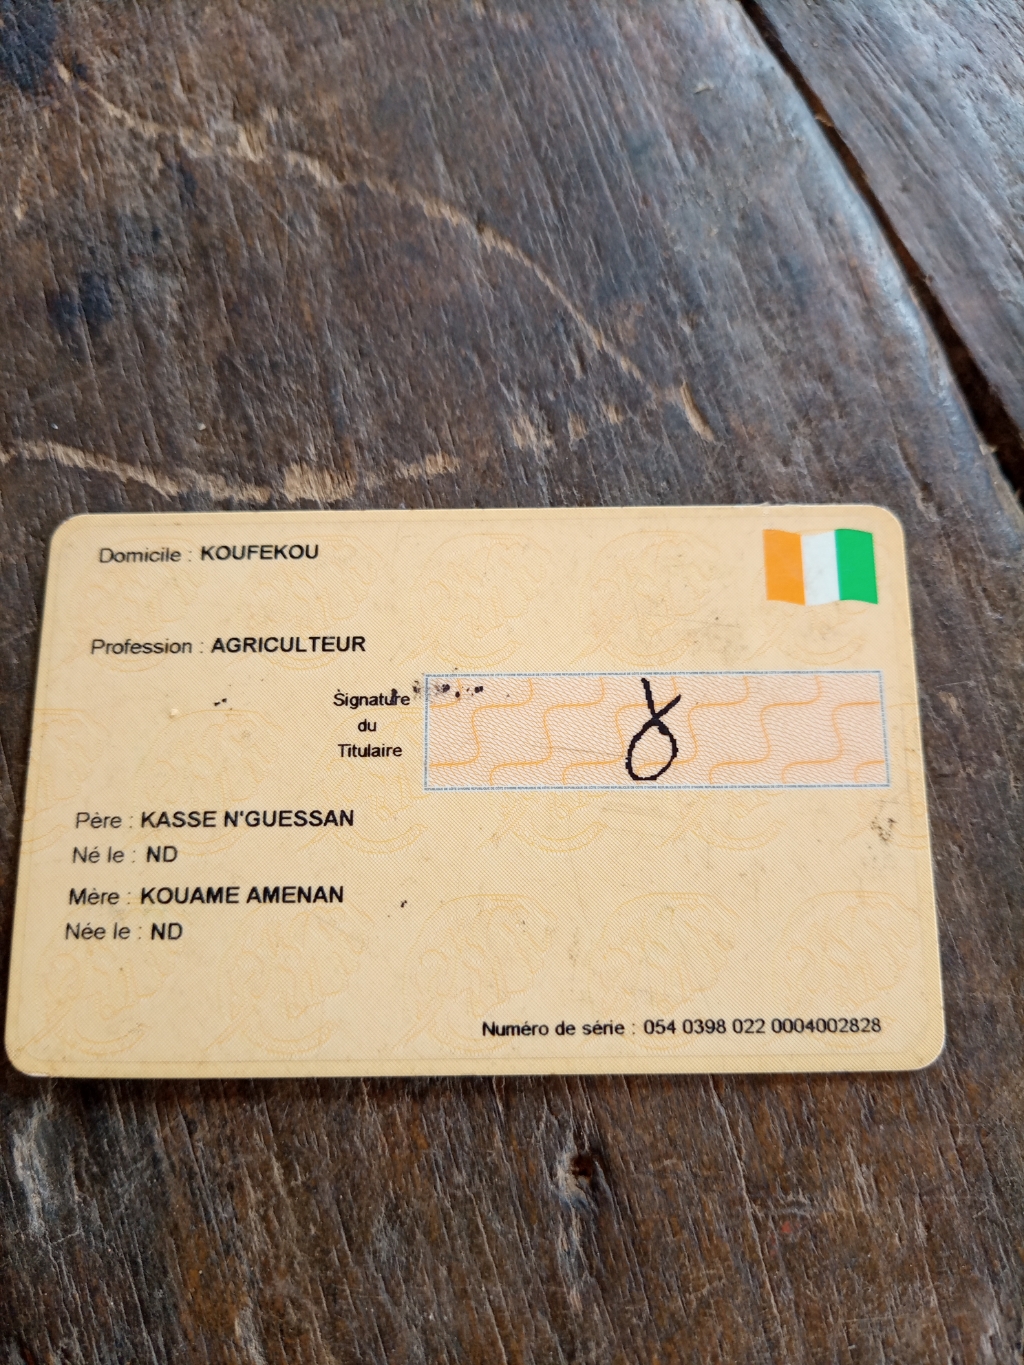 Domicile : KOUFEKOU
Profession : AGRICULTEUR
Signature
du
Titulaire
Père : KASSE N'GUESSAN
Né le : ND
Mère : KOUAME AMENAN
Née le : ND
Numéro de série : 054 0398 022 0004002828